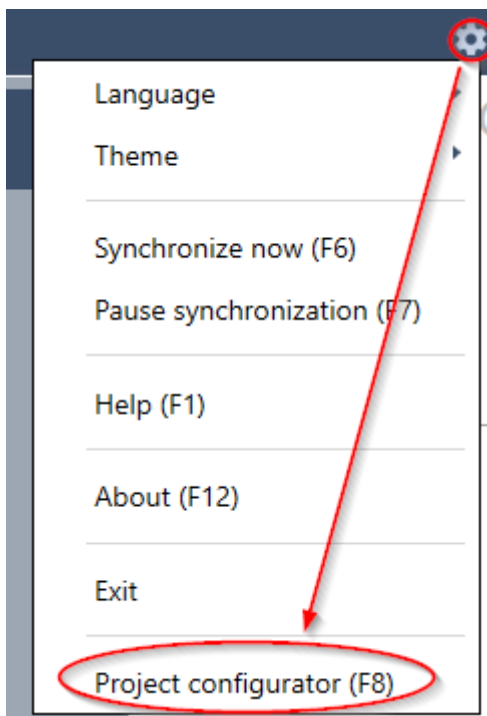 Language
Theme
Synchronize now (F6)
Pause synchronization (F7)
Help (F1)
About (F12)
Exit
Project configurator (F8)